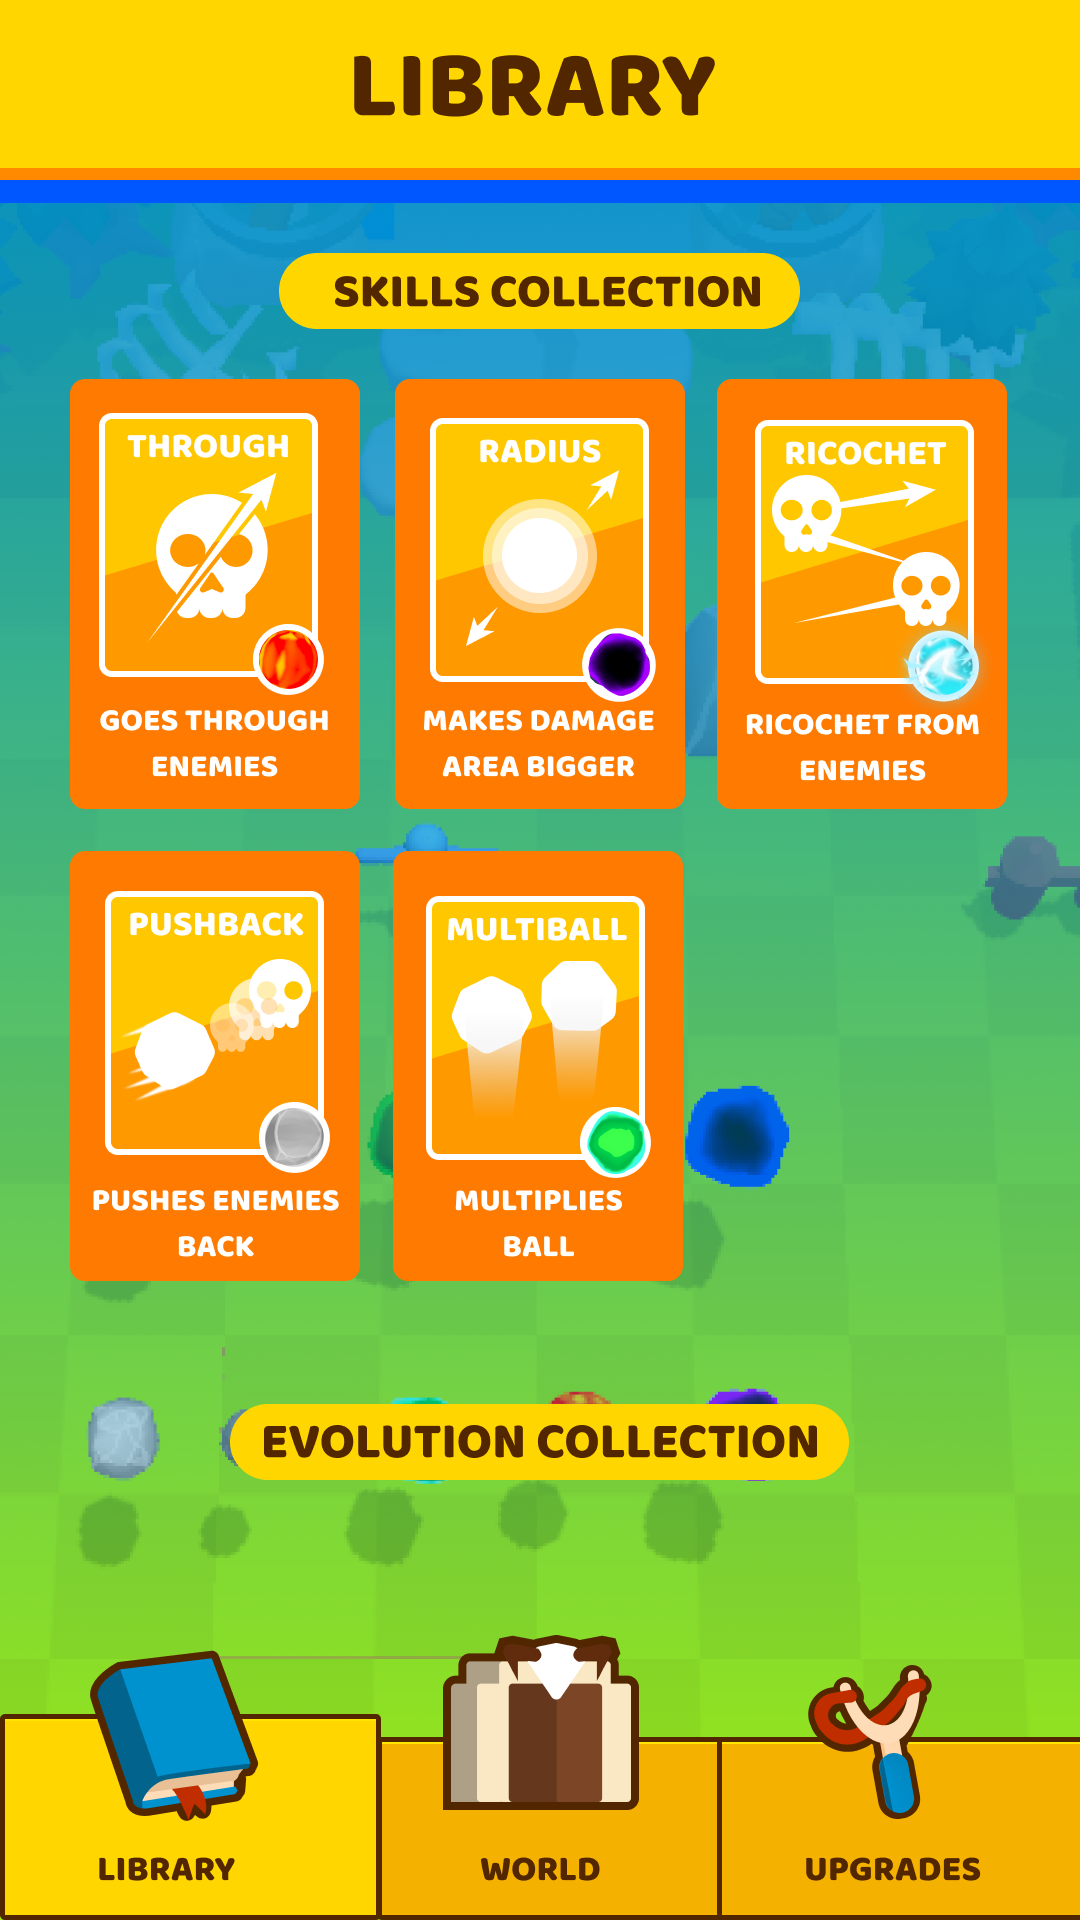 LIBRARY
SKILLS COLLECTION
THROUGH
GOES THROUGH
ENEMIES
RADIUS
MAKES DAMAGE
AREA BIGGER
RICOCHET
RICOCHET FROM
ENEMIES
PUSHBACK
PUSHES ENEMIES
BACK
MULTIBALL
MULTIPLIES
BALL
EVOLUTION COLLECTION
LIBRARY
WORLD
UPGRADES